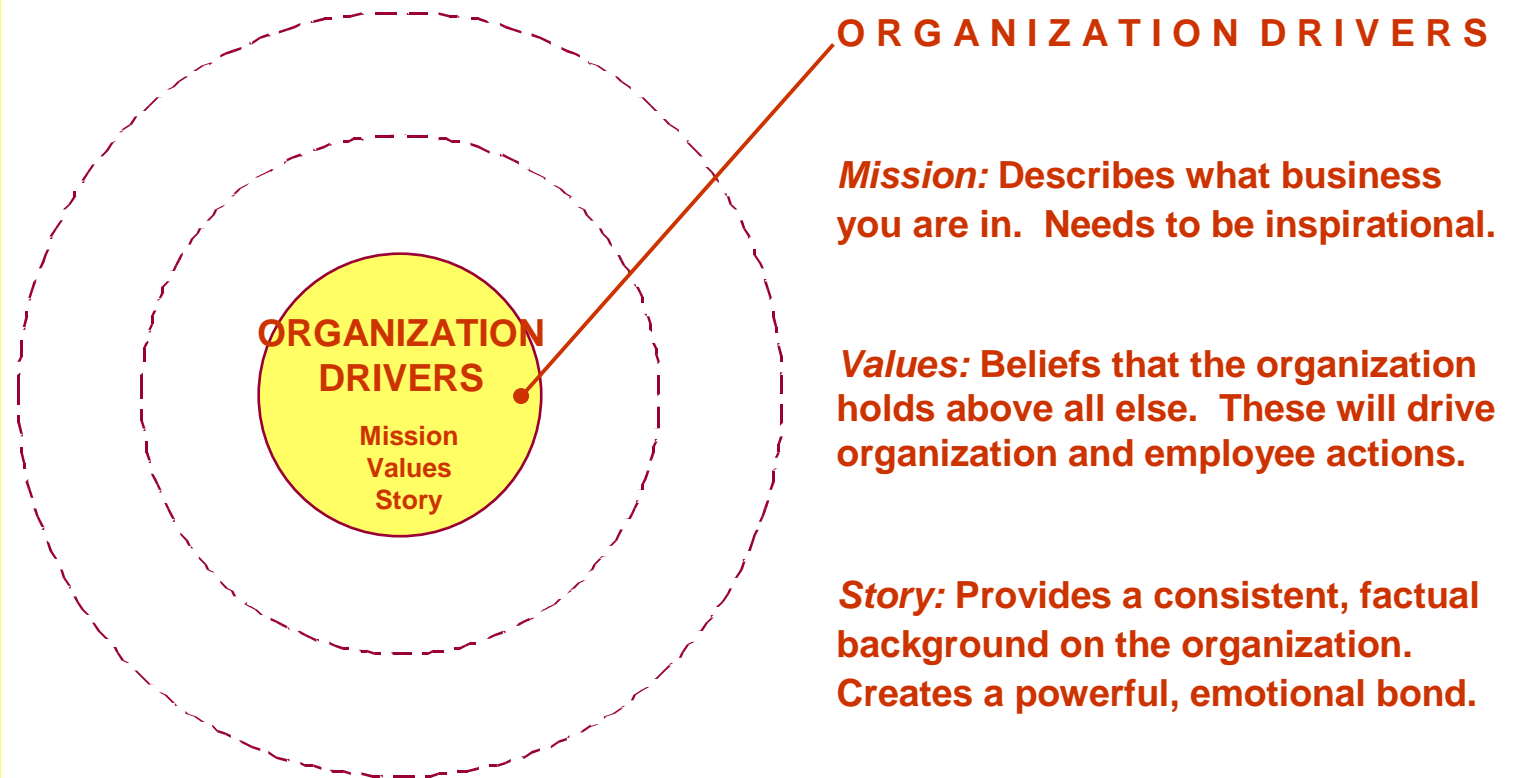 O R G A N I Z A T I O N  D R I V E R S
ORGANIZATION
DRIVERS
Mission
Values
Story
Mission: Describes what business
you are in.  Needs to be inspirational.
Values: Beliefs that the organization
holds above all else.  These will drive
organization and employee actions.
Story: Provides a consistent, factual
background on the organization.
Creates a powerful, emotional bond.